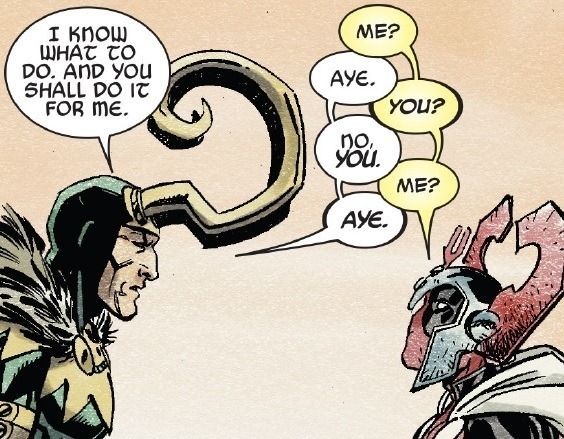 I KNOW
WHAT TO
DO. AND YOU
SHALL DO IT
FOR ME.
ME?
AYE.
YOU?
NO,
YOU.
ME?
AYE.